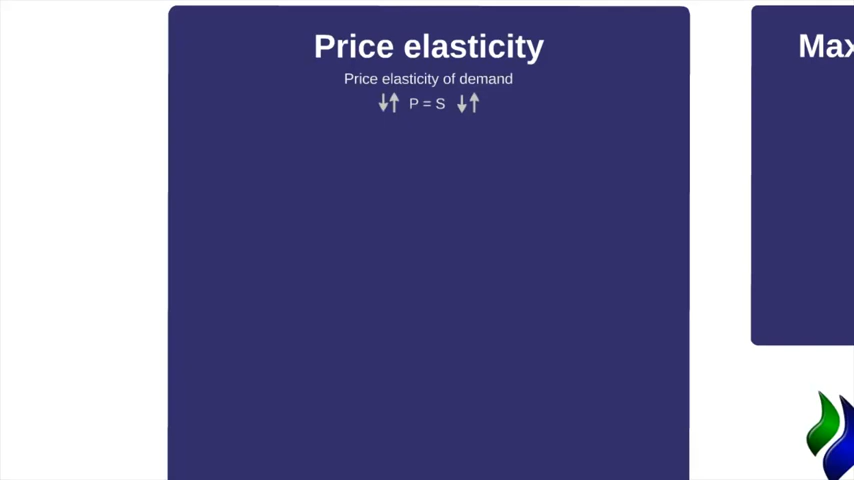 Price elasticity
Price elasticity of demand
↓↑ P = S ↓↑
Max